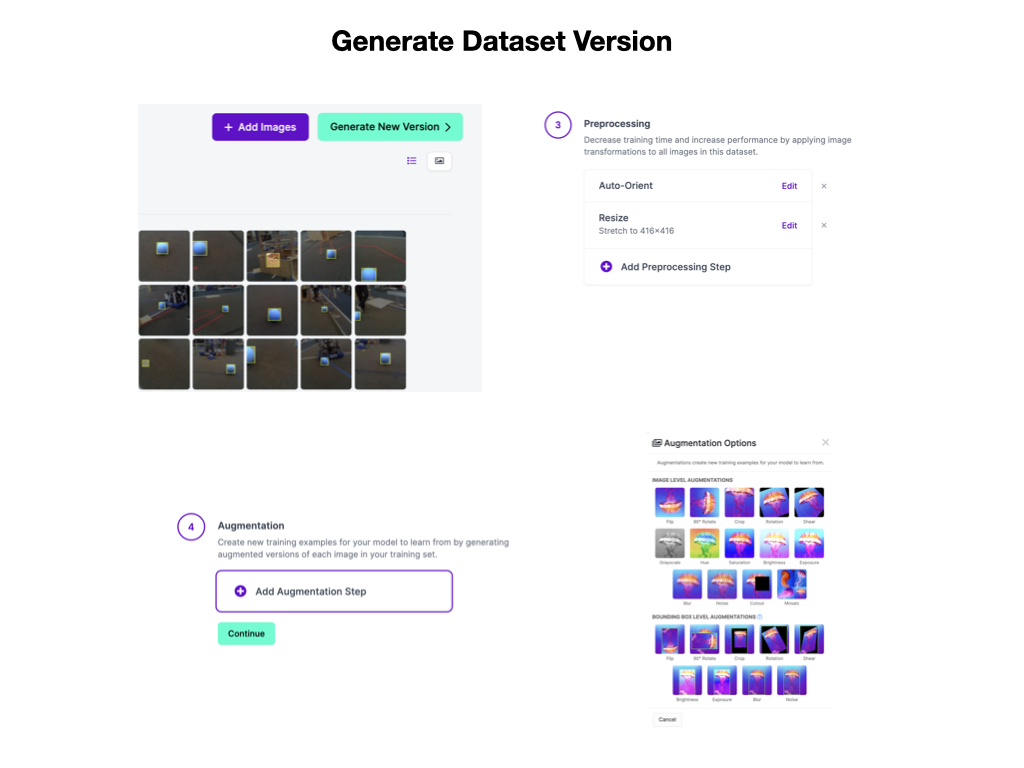 Generate Dataset Version
+ Add Images
Generate New Version >
3
Preprocessing
Decrease training time and increase performance by applying image
transformations to all images in this dataset.
Auto-Orient Edit ×
Resize
Stretch to 416×416 Edit ×
Add Preprocessing Step
4
Augmentation
Create new training examples for your model to learn from by generating
augmented versions of each image in your training set.
Add Augmentation Step
Continue
Augmentation Options ×
Augmentations create new training examples for your model to learn from.
IMAGE LEVEL AUGMENTATIONS
Flip 90° Rotate Crop Rotation Shear
Grayscale Hue Saturation Brightness Exposure
Blur Noise Cutout Mosaic
BOUNDING BOX LEVEL AUGMENTATIONS
Flip 90° Rotate Crop Rotation Shear
Brightness Exposure Blur Noise
Cancel